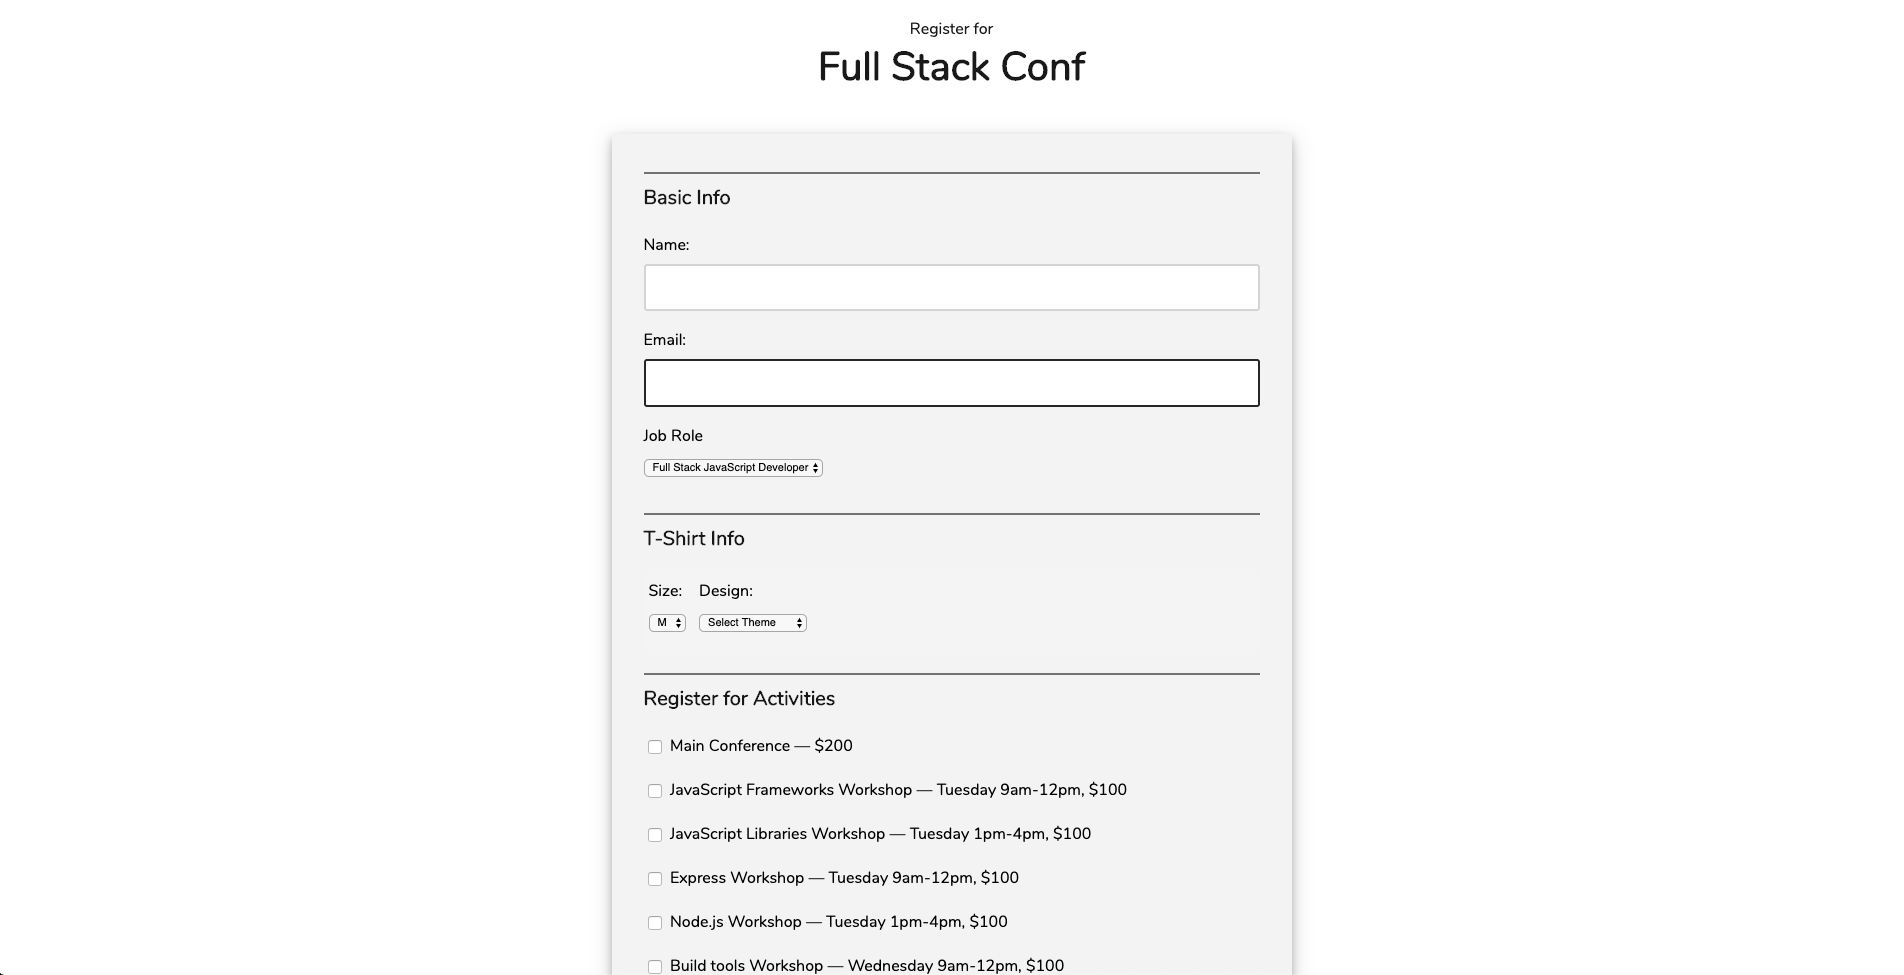 Register for
Full Stack Conf
Basic Info
Name:
Email:
Job Role
Full Stack JavaScript Developer
T-Shirt Info
Size: Design:
M Select Theme
Register for Activities
Main Conference — $200
JavaScript Frameworks Workshop — Tuesday 9am-12pm, $100
JavaScript Libraries Workshop — Tuesday 1pm-4pm, $100
Express Workshop — Tuesday 9am-12pm, $100
Node.js Workshop — Tuesday 1pm-4pm, $100
Build tools Workshop — Wednesday 9am-12pm, $100